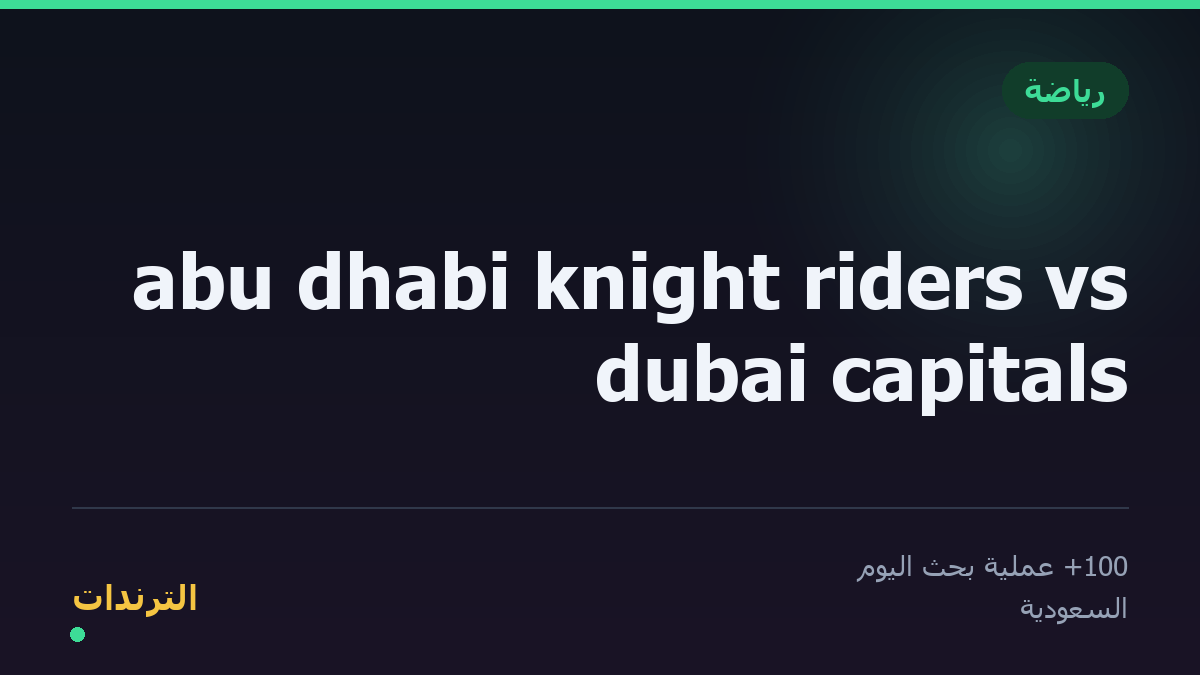 رياضة
abu dhabi knight riders vs
dubai capitals
+100 عملية بحث اليوم
السعودية
الترندات